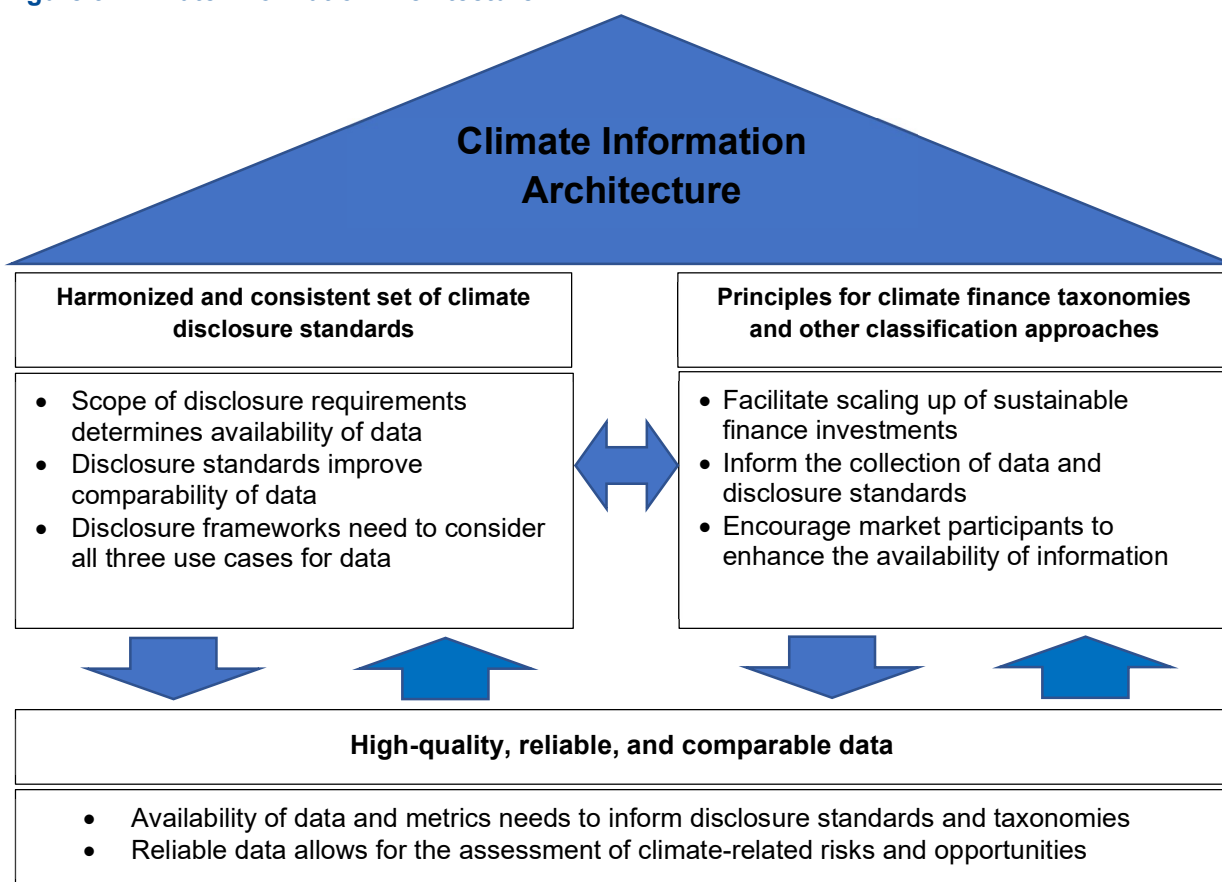 Climate Information
Architecture
Harmonized and consistent set of climate
disclosure standards
• Scope of disclosure requirements
determines availability of data
• Disclosure standards improve
comparability of data
• Disclosure frameworks need to consider
all three use cases for data
Principles for climate finance taxonomies
and other classification approaches
• Facilitate scaling up of sustainable
finance investments
• Inform the collection of data and
disclosure standards
• Encourage market participants to
enhance the availability of information
High-quality, reliable, and comparable data
• Availability of data and metrics needs to inform disclosure standards and taxonomies
• Reliable data allows for the assessment of climate-related risks and opportunities